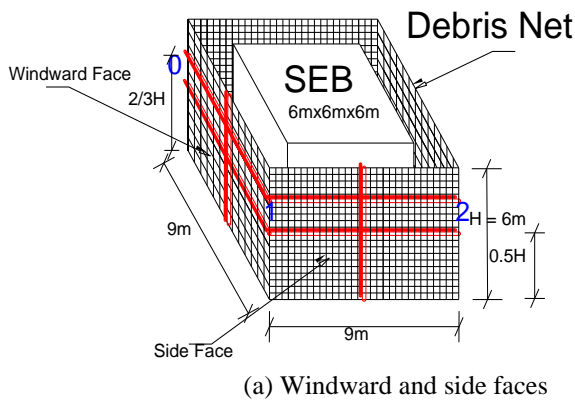 Debris Net
0
Windward Face
SEB
6mx6mx6m
2/3H
1
2
H = 6m
9m
0.5H
9m
Side Face
(a) Windward and side faces